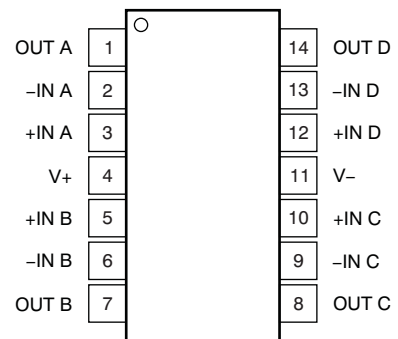 OUT A 1 14 OUT D
−IN A 2 13 −IN D
+IN A 3 12 +IN D
V+ 4 11 V−
+IN B 5 10 +IN C
−IN B 6 9 −IN C
OUT B 7 8 OUT C